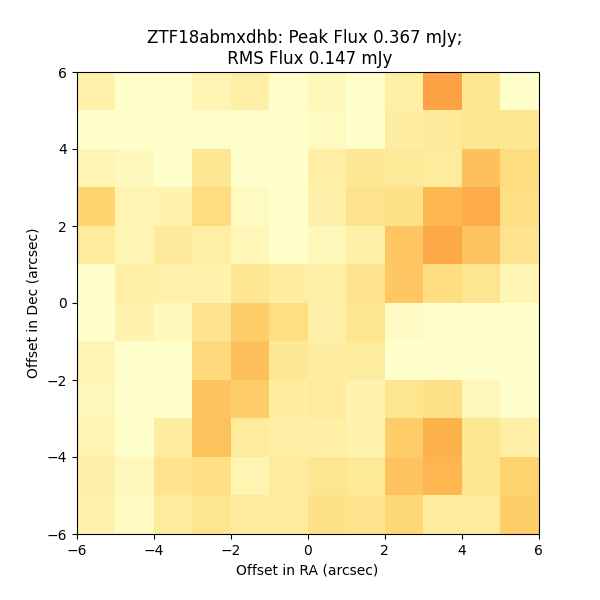 ZTF18abmxdhb: Peak Flux 0.367 mJy;
RMS Flux 0.147 mJy
6
4
2
0
−2
−4
−6
Offset in Dec (arcsec)
−6 −4 −2 0 2 4 6
Offset in RA (arcsec)